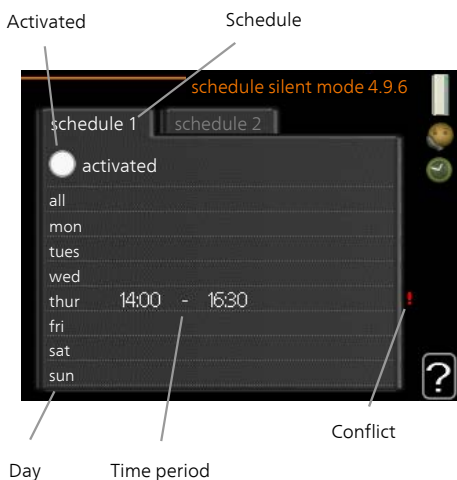 Activated
Schedule
schedule silent mode 4.9.6
schedule 1
schedule 2
activated
all
mon
tues
wed
thur 14:00 - 16:30 !
fri
sat
sun
?
Conflict
Day
Time period